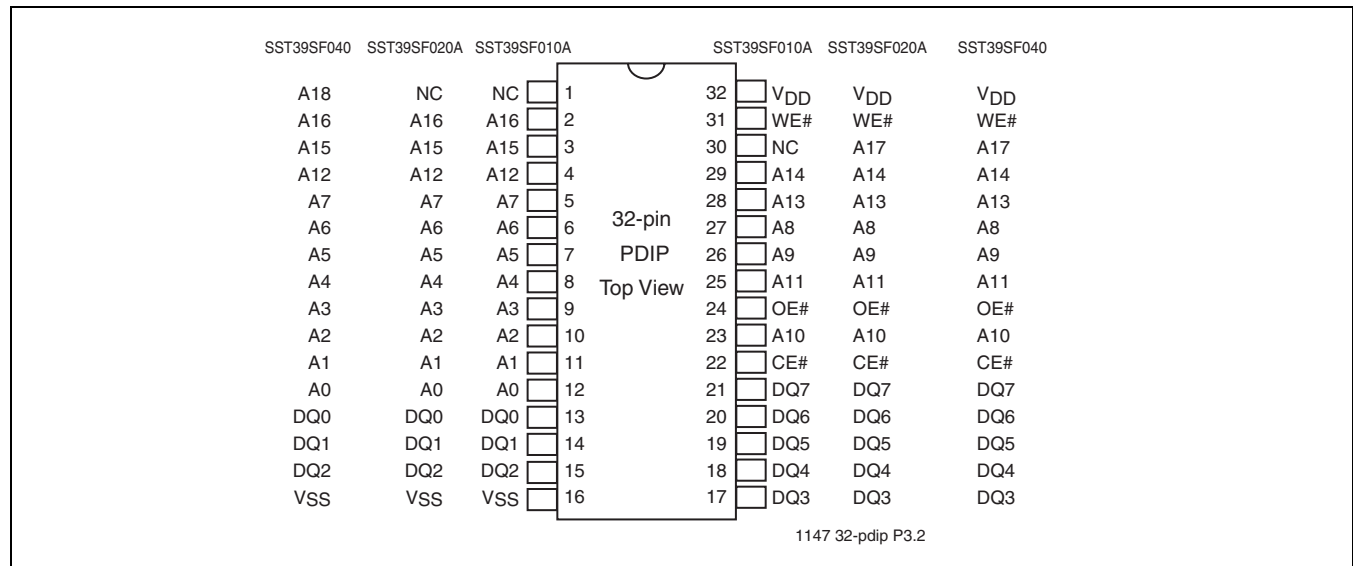 SST39SF040 SST39SF020A SST39SF010A SST39SF010A SST39SF020A SST39SF040
A18 NC NC 1 32 VDD VDD VDD
A16 A16 A16 2 31 WE# WE# WE#
A15 A15 A15 3 30 NC A17 A17
A12 A12 A12 4 29 A14 A14 A14
A7 A7 A7 5 28 A13 A13 A13
A6 A6 A6 6 32-pin 27 A8 A8 A8
A5 A5 A5 7 PDIP 26 A9 A9 A9
A4 A4 A4 8 Top View 25 A11 A11 A11
A3 A3 A3 9 24 OE# OE# OE#
A2 A2 A2 10 23 A10 A10 A10
A1 A1 A1 11 22 CE# CE# CE#
A0 A0 A0 12 21 DQ7 DQ7 DQ7
DQ0 DQ0 DQ0 13 20 DQ6 DQ6 DQ6
DQ1 DQ1 DQ1 14 19 DQ5 DQ5 DQ5
DQ2 DQ2 DQ2 15 18 DQ4 DQ4 DQ4
VSS VSS VSS 16 17 DQ3 DQ3 DQ3
1147 32-pdip P3.2